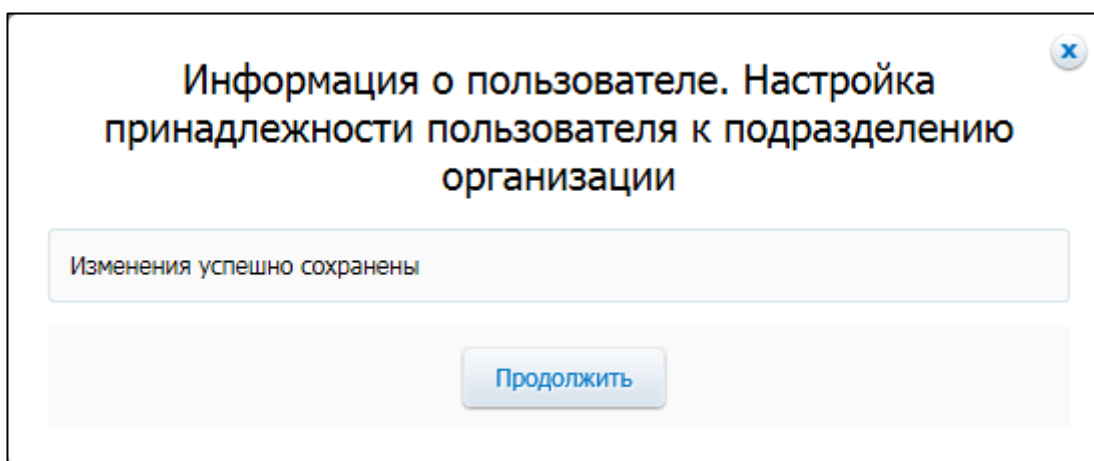 x
Информация о пользователе. Настройка
принадлежности пользователя к подразделению
организации
Изменения успешно сохранены
Продолжить